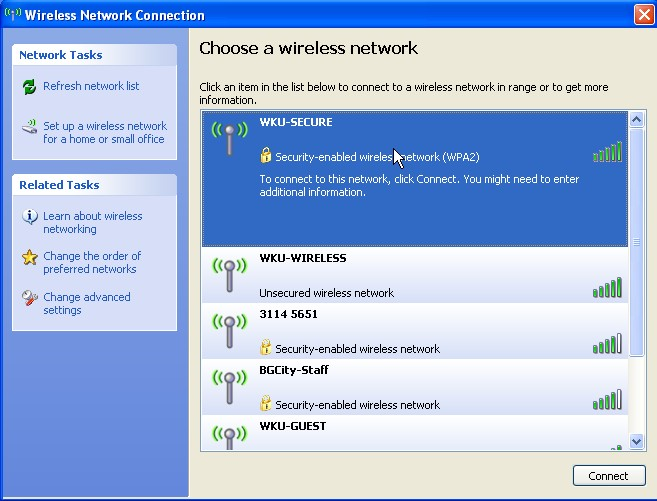 Wireless Network Connection
Network Tasks
Refresh network list
Set up a wireless network
for a home or small office
Related Tasks
Learn about wireless
networking
Change the order of
preferred networks
Change advanced
settings
Choose a wireless network
Click an item in the list below to connect to a wireless network in range or to get more
information.
WKU-SECURE
Security-enabled wireless network (WPA2)
To connect to this network, click Connect. You might need to enter
additional information.
WKU-WIRELESS
Unsecured wireless network
3114 5651
Security-enabled wireless network
BGCity-Staff
Security-enabled wireless network
WKU-GUEST
Connect